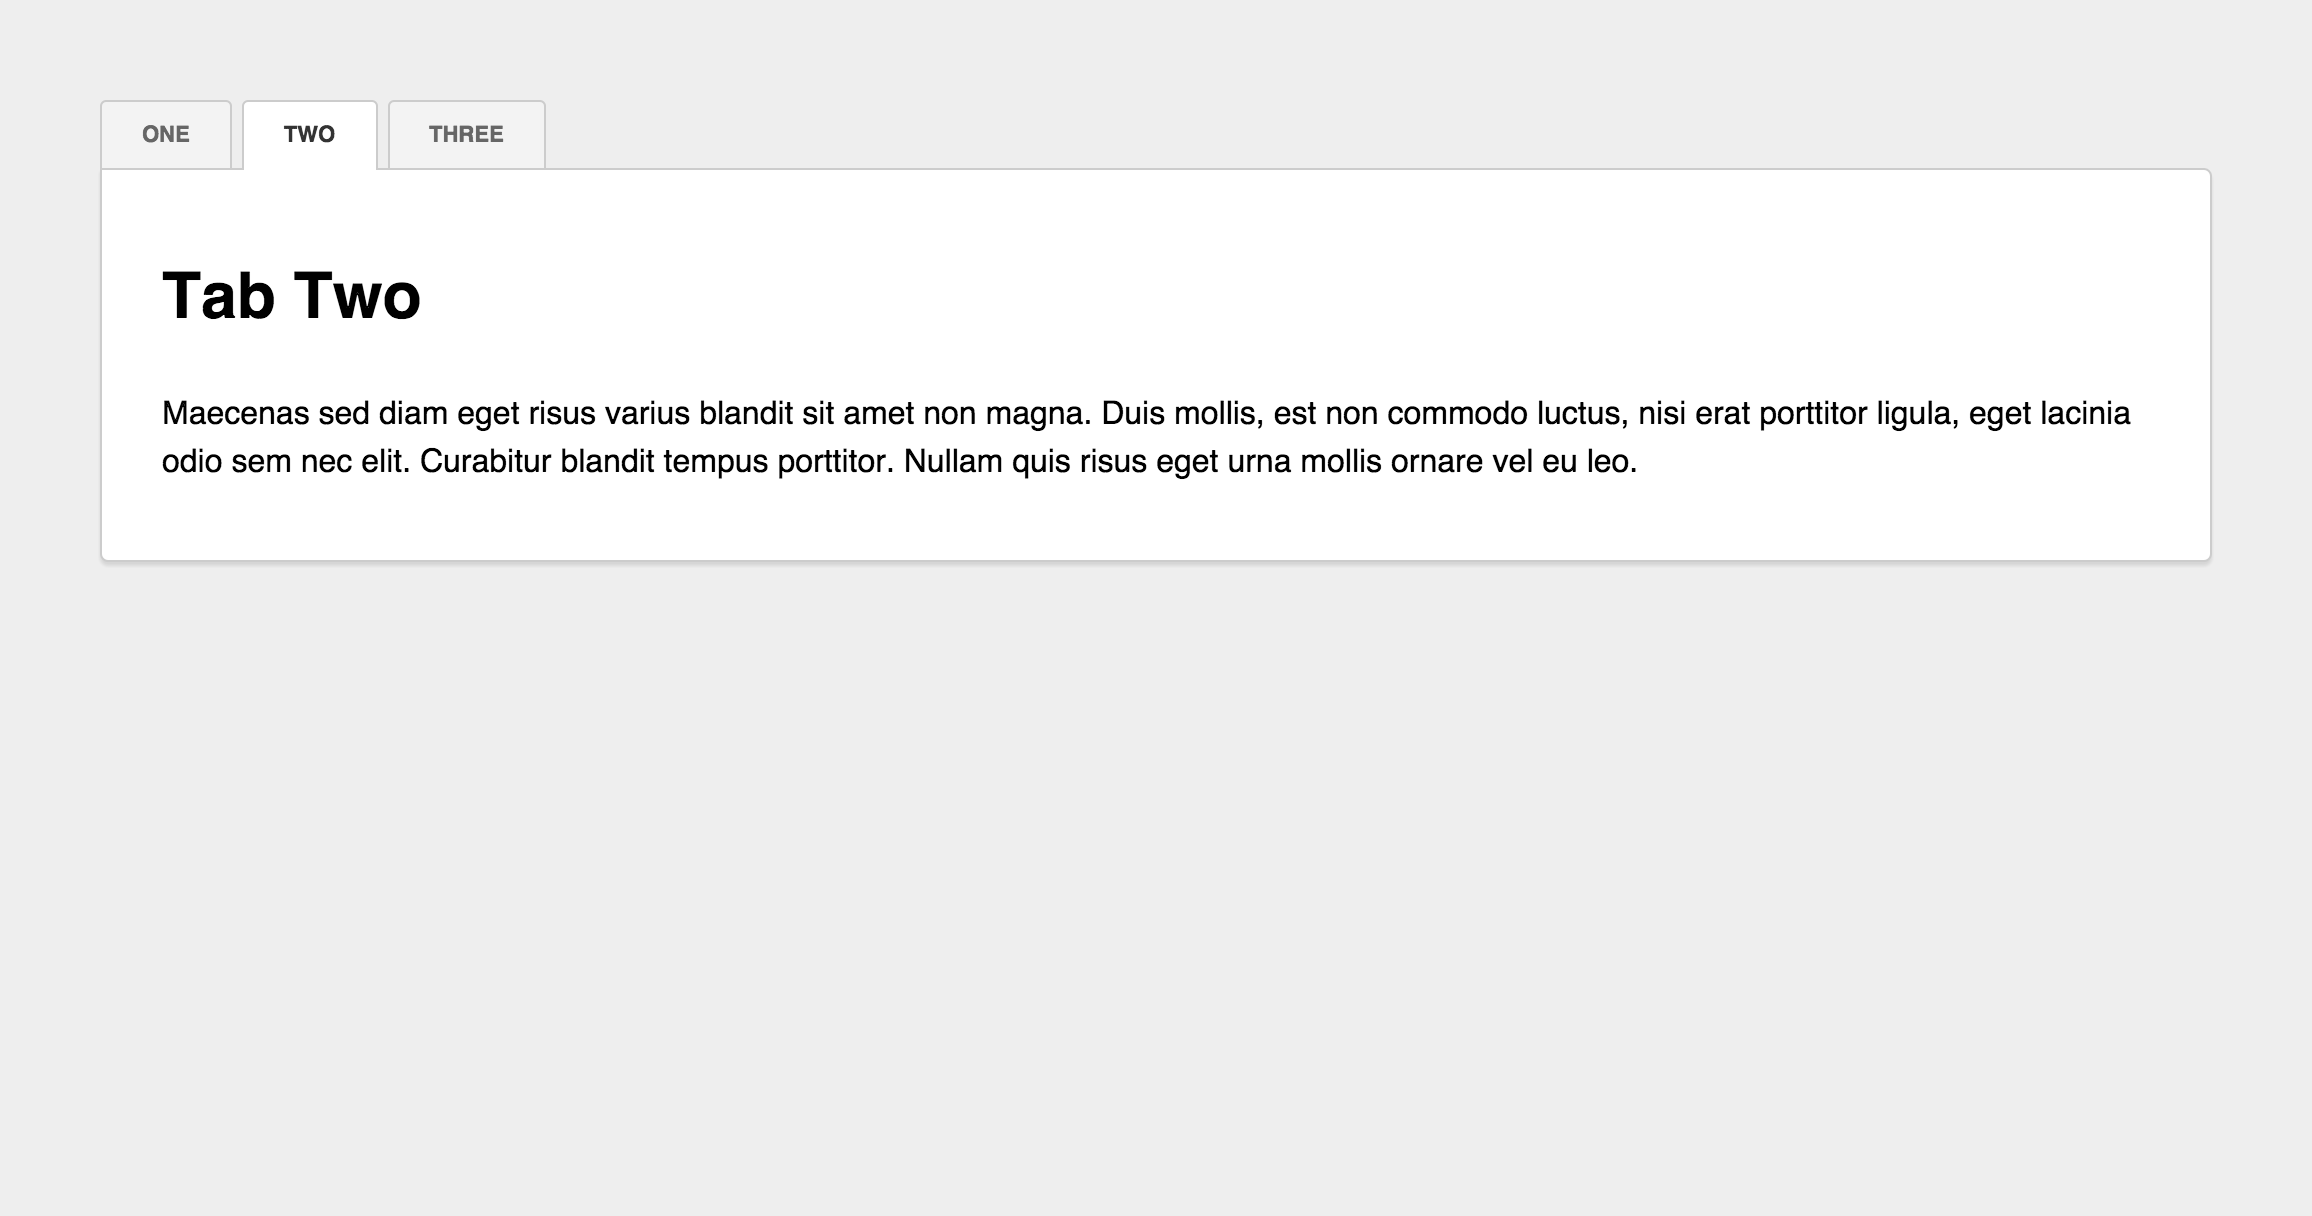 ONE TWO THREE
Tab Two
Maecenas sed diam eget risus varius blandit sit amet non magna. Duis mollis, est non commodo luctus, nisi erat porttitor ligula, eget lacinia
odio sem nec elit. Curabitur blandit tempus porttitor. Nullam quis risus eget urna mollis ornare vel eu leo.